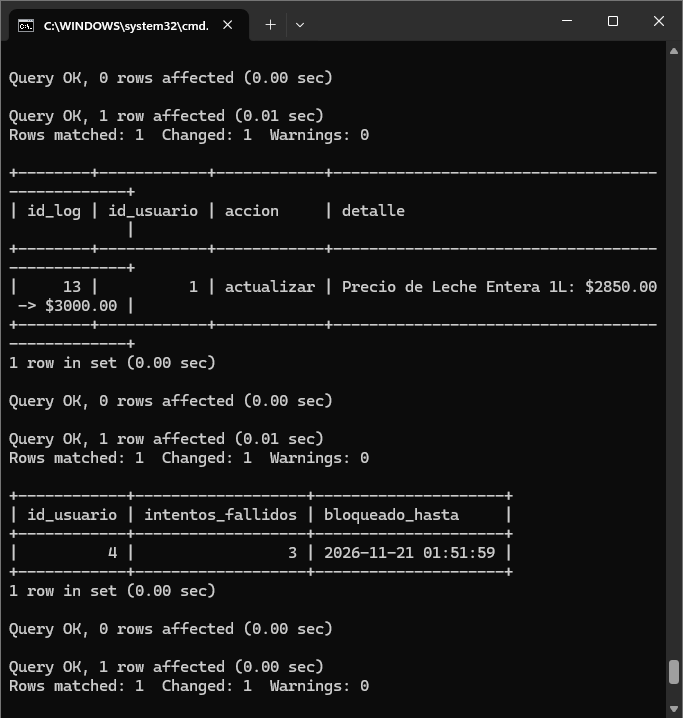 C:\WINDOWS\system32\cmd.
Query OK, 0 rows affected (0.00 sec)
Query OK, 1 row affected (0.01 sec)
Rows matched: 1  Changed: 1  Warnings: 0
+--------+------------+------------+------------------------------------
-------------+
| id_log | id_usuario | accion     | detalle
             |
+--------+------------+------------+------------------------------------
-------------+
|     13 |          1 | actualizar | Precio de Leche Entera 1L: $2850.00
 -> $3000.00 |
+--------+------------+------------+------------------------------------
-------------+
1 row in set (0.00 sec)
Query OK, 0 rows affected (0.00 sec)
Query OK, 1 row affected (0.01 sec)
Rows matched: 1  Changed: 1  Warnings: 0
+------------+-------------------+---------------------+
| id_usuario | intentos_fallidos | bloqueado_hasta     |
+------------+-------------------+---------------------+
|          4 |                 3 | 2026-11-21 01:51:59 |
+------------+-------------------+---------------------+
1 row in set (0.00 sec)
Query OK, 0 rows affected (0.00 sec)
Query OK, 1 row affected (0.00 sec)
Rows matched: 1  Changed: 1  Warnings: 0